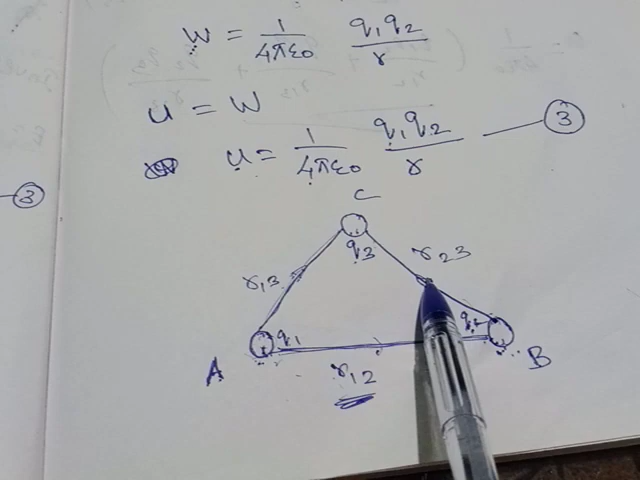 W = 1/4πε0 q1q2/r
U = W
u = 1/4πε0 q1q2/r — 3
3
C
q3
r13
r23
q1
q2
A
B
r12